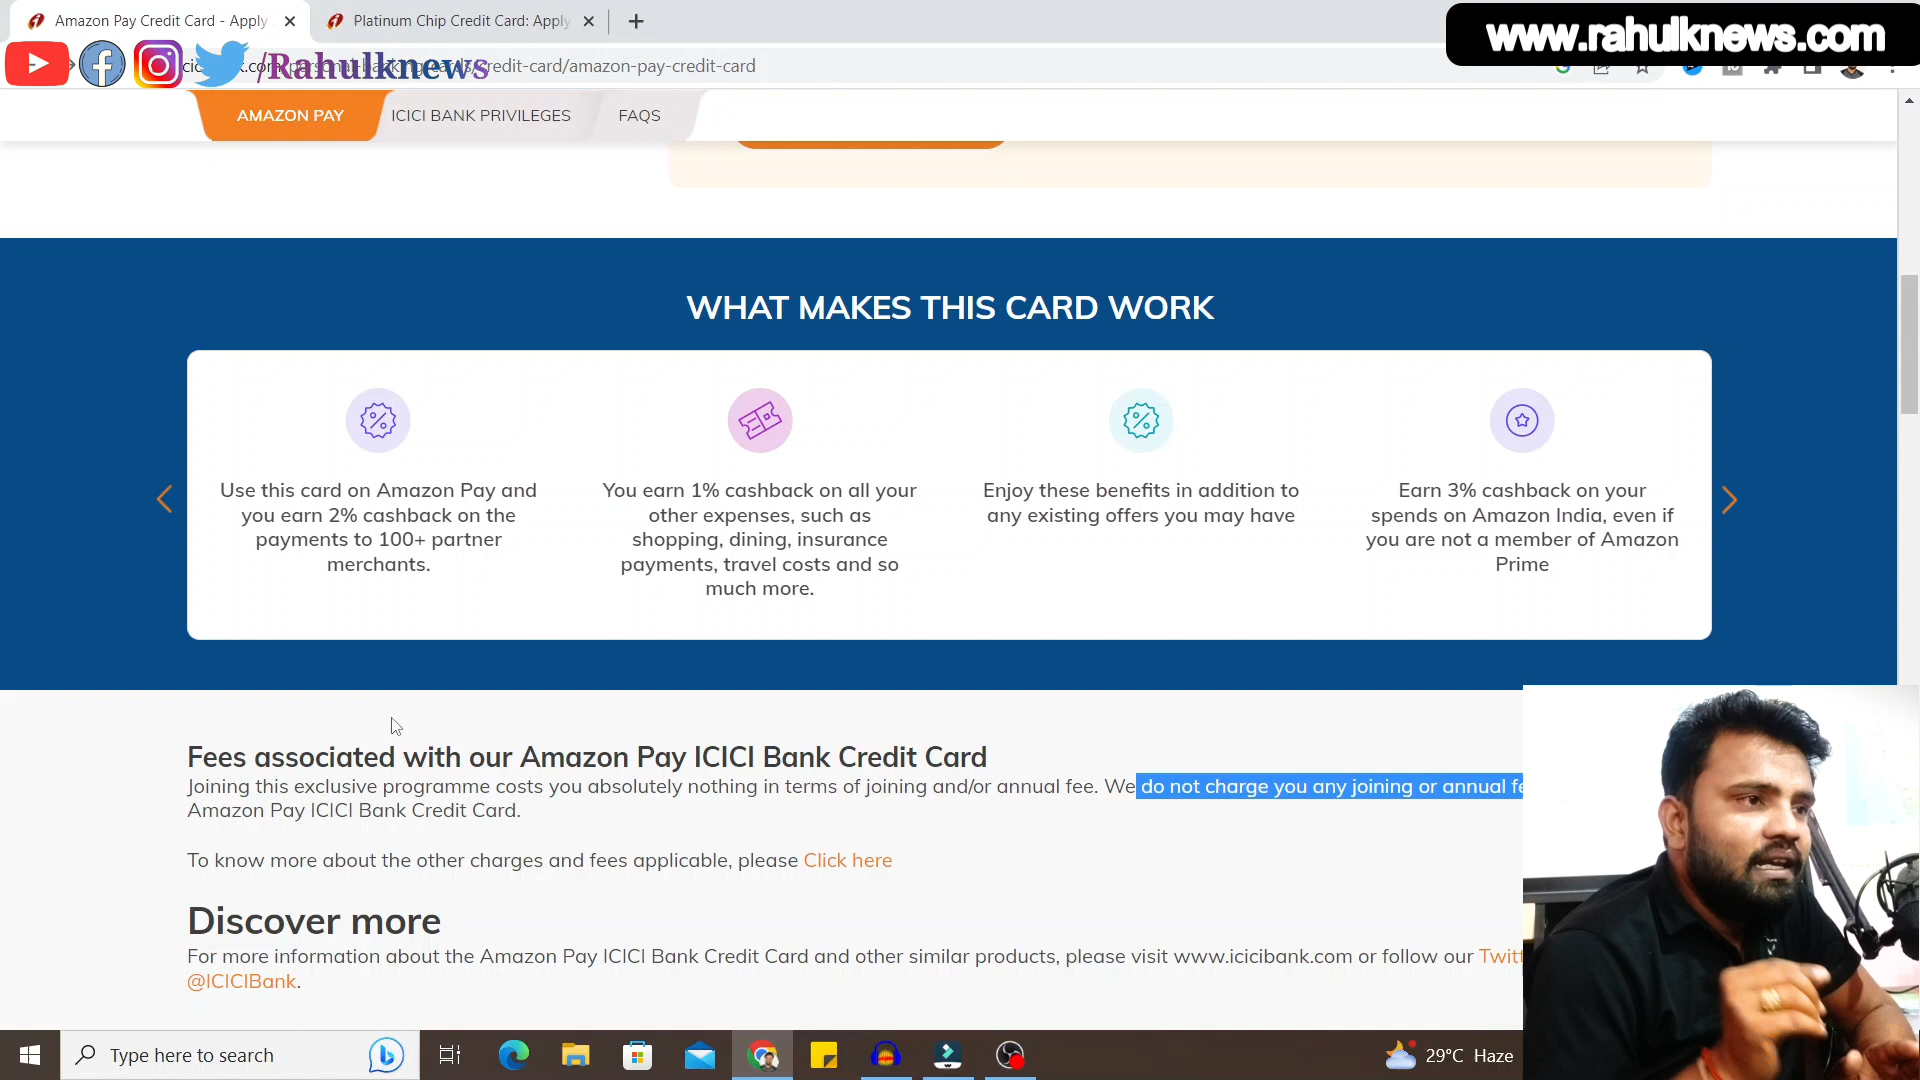 Amazon Pay Credit Card - Apply
Platinum Chip Credit Card: Apply
www.rahulknews.com
/Rahulknews
credit-card/amazon-pay-credit-card
AMAZON PAY
ICICI BANK PRIVILEGES
FAQS
WHAT MAKES THIS CARD WORK
Use this card on Amazon Pay and
you earn 2% cashback on the
payments to 100+ partner
merchants.
You earn 1% cashback on all your
other expenses, such as
shopping, dining, insurance
payments, travel costs and so
much more.
Enjoy these benefits in addition to
any existing offers you may have
Earn 3% cashback on your
spends on Amazon India, even if
you are not a member of Amazon
Prime
Fees associated with our Amazon Pay ICICI Bank Credit Card
Joining this exclusive programme costs you absolutely nothing in terms of joining and/or annual fee. We do not charge you any joining or annual fe
Amazon Pay ICICI Bank Credit Card.
To know more about the other charges and fees applicable, please Click here
Discover more
For more information about the Amazon Pay ICICI Bank Credit Card and other similar products, please visit www.icicibank.com or follow our Twitt
@ICICIBank.
Type here to search
29°C Haze